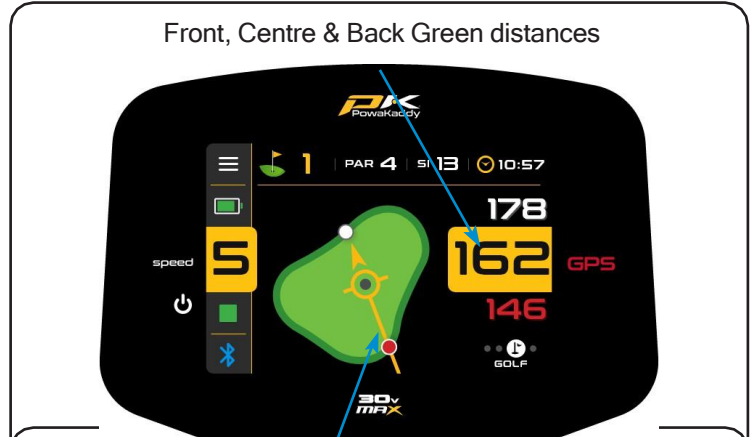 Front, Centre & Back Green distances
PK
PowaKaddy
1 PAR 4 SI 13 10:57
178
speed 5 162 GPS
146
GOLF
30v
MAX